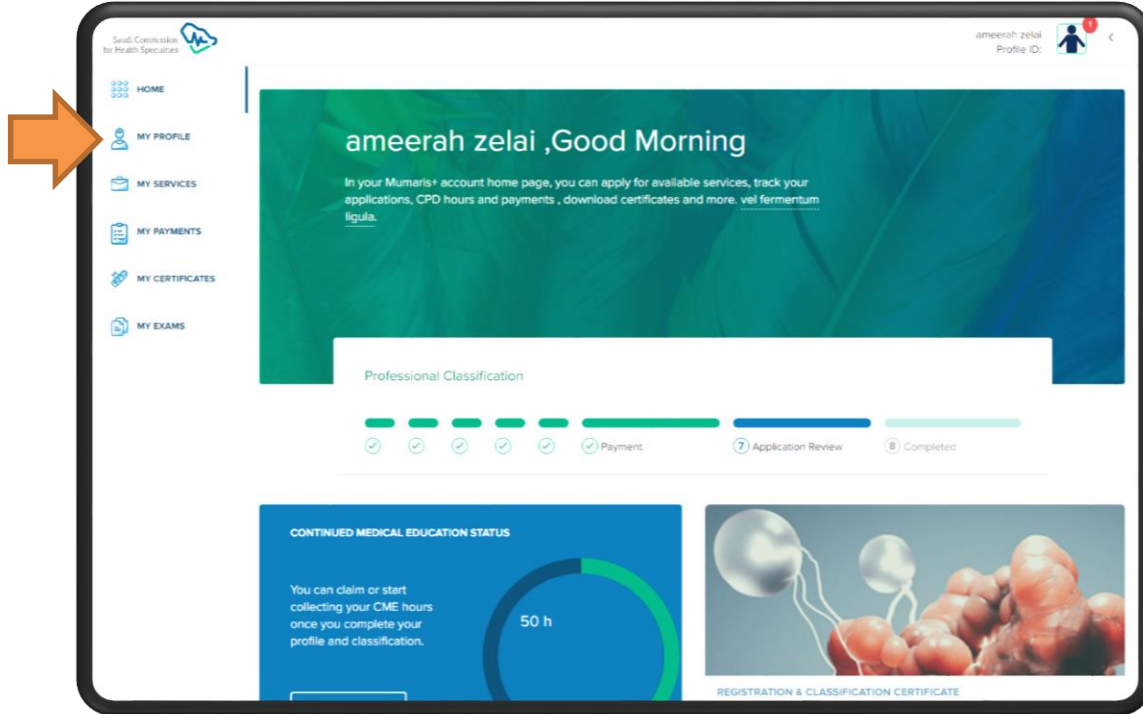 Saudi Commission
for Health Specialties
ameerah zelai
Profile ID:
1
HOME
MY PROFILE
MY SERVICES
MY PAYMENTS
MY CERTIFICATES
MY EXAMS
ameerah zelai ,Good Morning
In your Mumaris+ account home page, you can apply for available services, track your
applications, CPD hours and payments , download certificates and more. vel fermentum
ligula.
Professional Classification
Payment
7 Application Review
8 Completed
CONTINUED MEDICAL EDUCATION STATUS
You can claim or start
collecting your CME hours
once you complete your
profile and classification.
50 h
REGISTRATION & CLASSIFICATION CERTIFICATE